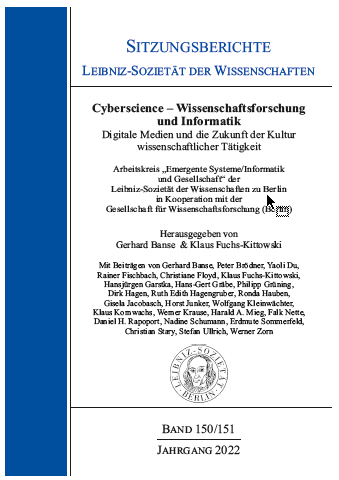 SITZUNGSBERICHTE
LEIBNIZ-SOZIETÄT DER WISSENSCHAFTEN
Cyberscience – Wissenschaftsforschung
und Informatik
Digitale Medien und die Zukunft der Kultur
wissenschaftlicher Tätigkeit
Arbeitskreis „Emergente Systeme/Informatik
und Gesellschaft“ der
Leibniz-Sozietät der Wissenschaften zu Berlin
in Kooperation mit der
Gesellschaft für Wissenschaftsforschung
Herausgegeben von
Gerhard Banse & Klaus Fuchs-Kittowski
Mit Beiträgen von Gerhard Banse, Peter Brödner, Yaoli Du,
Rainer Fischbach, Christiane Floyd, Klaus Fuchs-Kittowski,
Hansjürgen Garstka, Hans-Gert Gräbe, Philipp Grüning,
Dirk Hagen, Ruth Edith Hagengruber, Ronda Hauben,
Gisela Jacobasch, Horst Junker, Wolfgang Kleinwächter,
Klaus Kornwachs, Werner Krause, Harald A. Mieg, Falk Nette,
Daniel H. Rapoport, Nadine Schumann, Erdmute Sommerfeld,
Christian Stary, Stefan Ullrich, Werner Zorn
LEIBNIZ-SOZIETÄT
BERLIN
BAND 150/151
JAHRGANG 2022